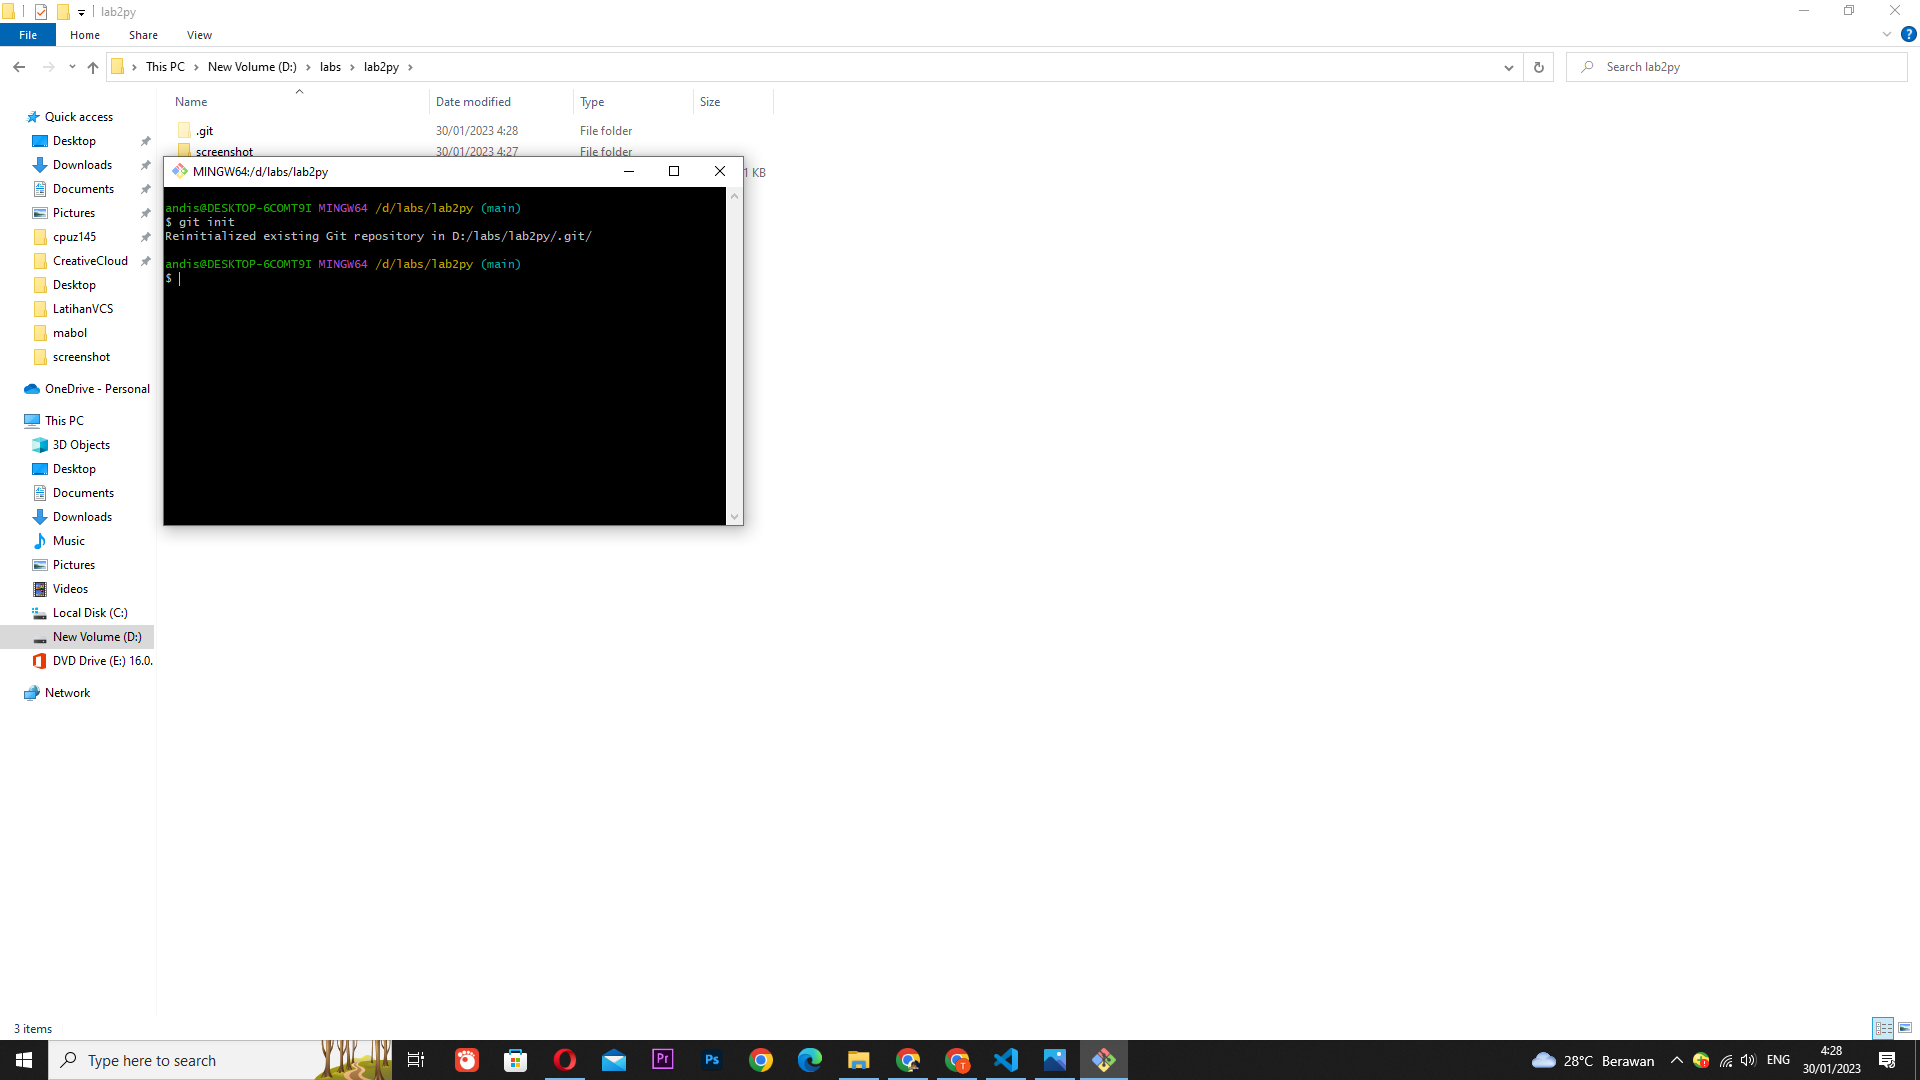 lab2py
File Home Share View
This PC New Volume (D:) labs lab2py
Search lab2py
Name Date modified Type Size
.git 30/01/2023 4:28 File folder
screenshot 30/01/2023 4:27 File folder
1 KB
MINGW64:/d/labs/lab2py
andis@DESKTOP-6COMT9I MINGW64 /d/labs/lab2py (main)
$ git init
Reinitialized existing Git repository in D:/labs/lab2py/.git/
andis@DESKTOP-6COMT9I MINGW64 /d/labs/lab2py (main)
$
Quick access
Desktop
Downloads
Documents
Pictures
cpuz145
CreativeCloud
Desktop
LatihanVCS
mabol
screenshot
OneDrive - Personal
This PC
3D Objects
Desktop
Documents
Downloads
Music
Pictures
Videos
Local Disk (C:)
New Volume (D:)
DVD Drive (E:) 16.0.
Network
3 items
Type here to search
Pr
Ps
T
28°C Berawan
ENG
4:28
30/01/2023